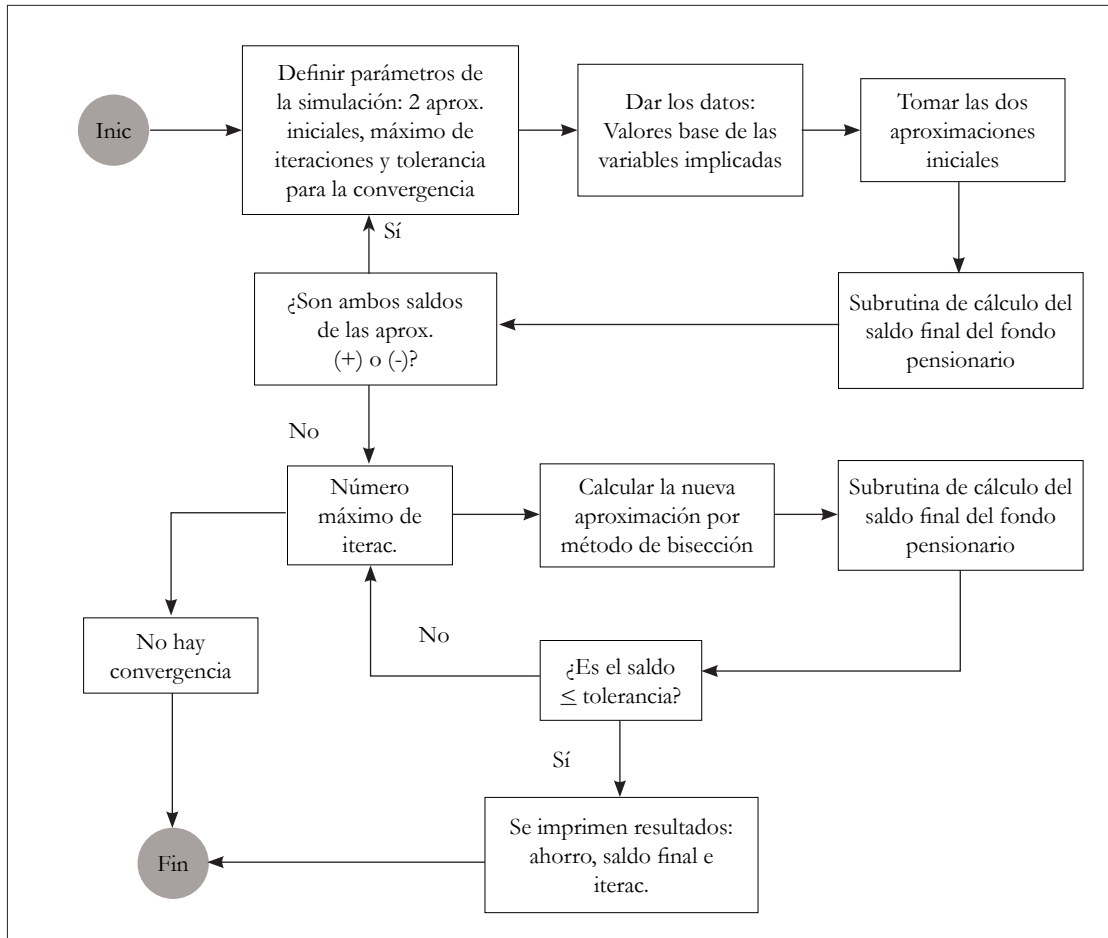 Inic
Definir parámetros de
la simulación: 2 aprox.
iniciales, máximo de
iteraciones y tolerancia
para la convergencia
Dar los datos:
Valores base de las
variables implicadas
Tomar las dos
aproximaciones
iniciales
Sí
¿Son ambos saldos
de las aprox.
(+) o (-)?
Subrutina de cálculo del
saldo final del fondo
pensionario
No
Número
máximo de
iterac.
Calcular la nueva
aproximación por
método de bisección
Subrutina de cálculo del
saldo final del fondo
pensionario
No hay
convergencia
No
¿Es el saldo
≤ tolerancia?
Sí
Se imprimen resultados:
ahorro, saldo final e
iterac.
Fin